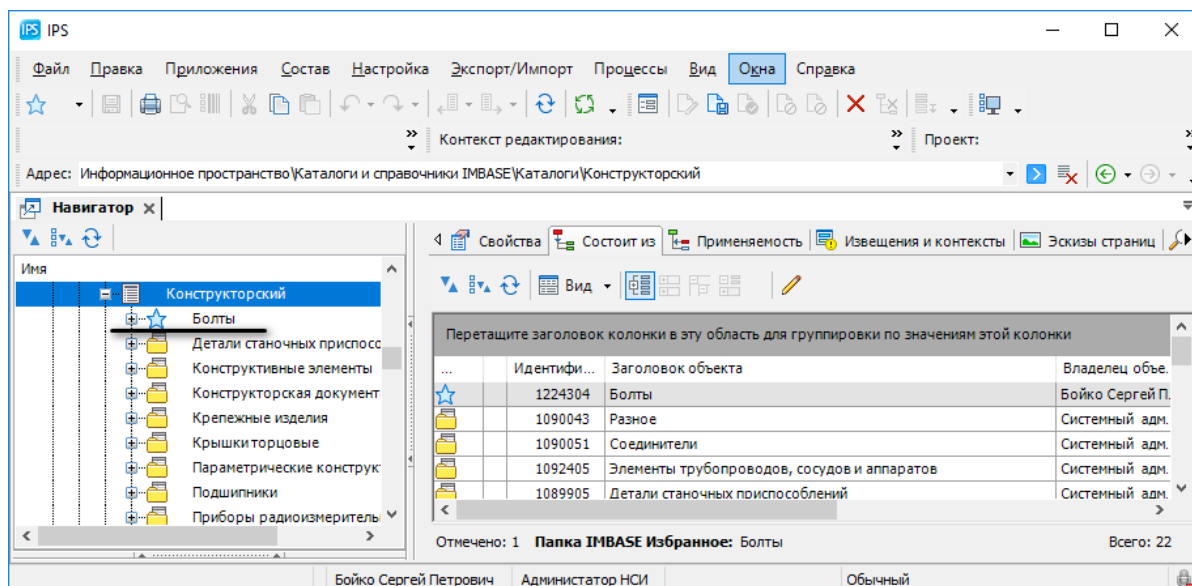 IPS IPS
Файл Правка Приложения Состав Настройка Экспорт/Импорт Процессы Вид Окна Справка
Контекст редактирования: Проект:
Адрес: Информационное пространство\Каталоги и справочники IMBASE\Каталоги\Конструкторский
Навигатор
Свойства Состоит из Применяемость Извещения и контексты Эскизы страниц
Имя
Вид
Конструкторский
Болты
Детали станочных приспосо
Конструктивные элементы
Конструкторская документ
Крепежные изделия
Крышки торцовые
Параметрические конструк
Подшипники
Приборы радиоизмеритель
Перетащите заголовок колонки в эту область для группировки по значениям этой колонки
... Идентифи... Заголовок объекта Владелец объе.
1224304 Болты Бойко Сергей П.
1090043 Разное Системный адм.
1090051 Соединители Системный адм.
1092405 Элементы трубопроводов, сосудов и аппаратов Системный адм.
1089905 Детали станочных приспособлений Системный адм.
Отмечено: 1 Папка IMBASE Избранное: Болты Всего: 22
Бойко Сергей Петрович Администатор НСИ Обычный